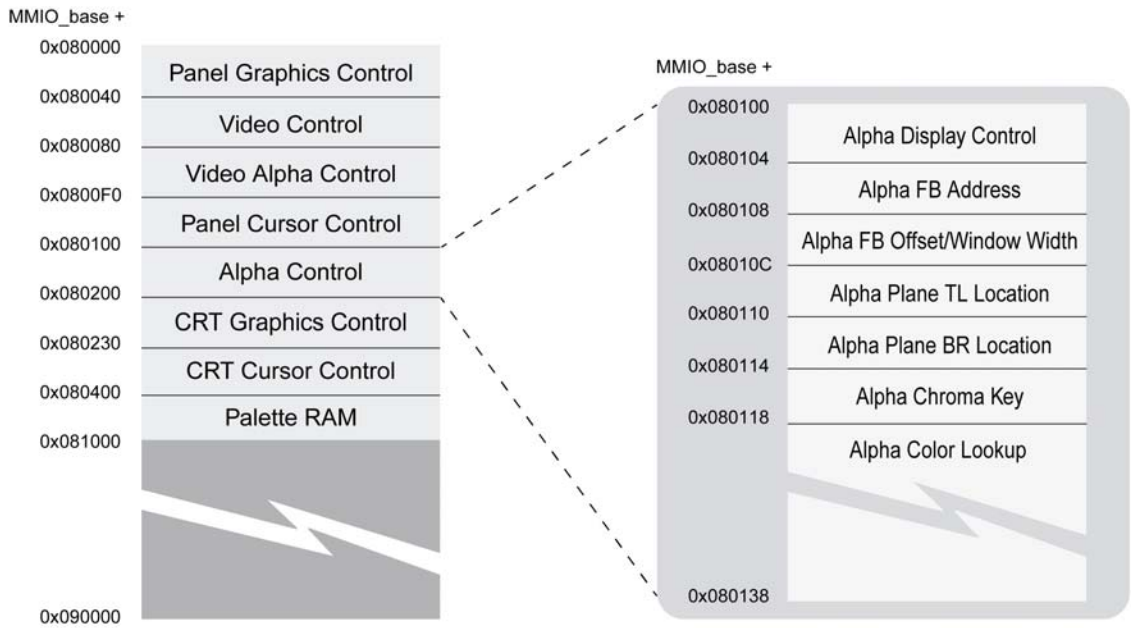 MMIO_base +
0x080000
Panel Graphics Control
0x080040
Video Control
0x080080
Video Alpha Control
0x0800F0
Panel Cursor Control
0x080100
Alpha Control
0x080200
CRT Graphics Control
0x080230
CRT Cursor Control
0x080400
Palette RAM
0x081000
0x090000
MMIO_base +
0x080100
Alpha Display Control
0x080104
Alpha FB Address
0x080108
Alpha FB Offset/Window Width
0x08010C
Alpha Plane TL Location
0x080110
Alpha Plane BR Location
0x080114
Alpha Chroma Key
0x080118
Alpha Color Lookup
0x080138